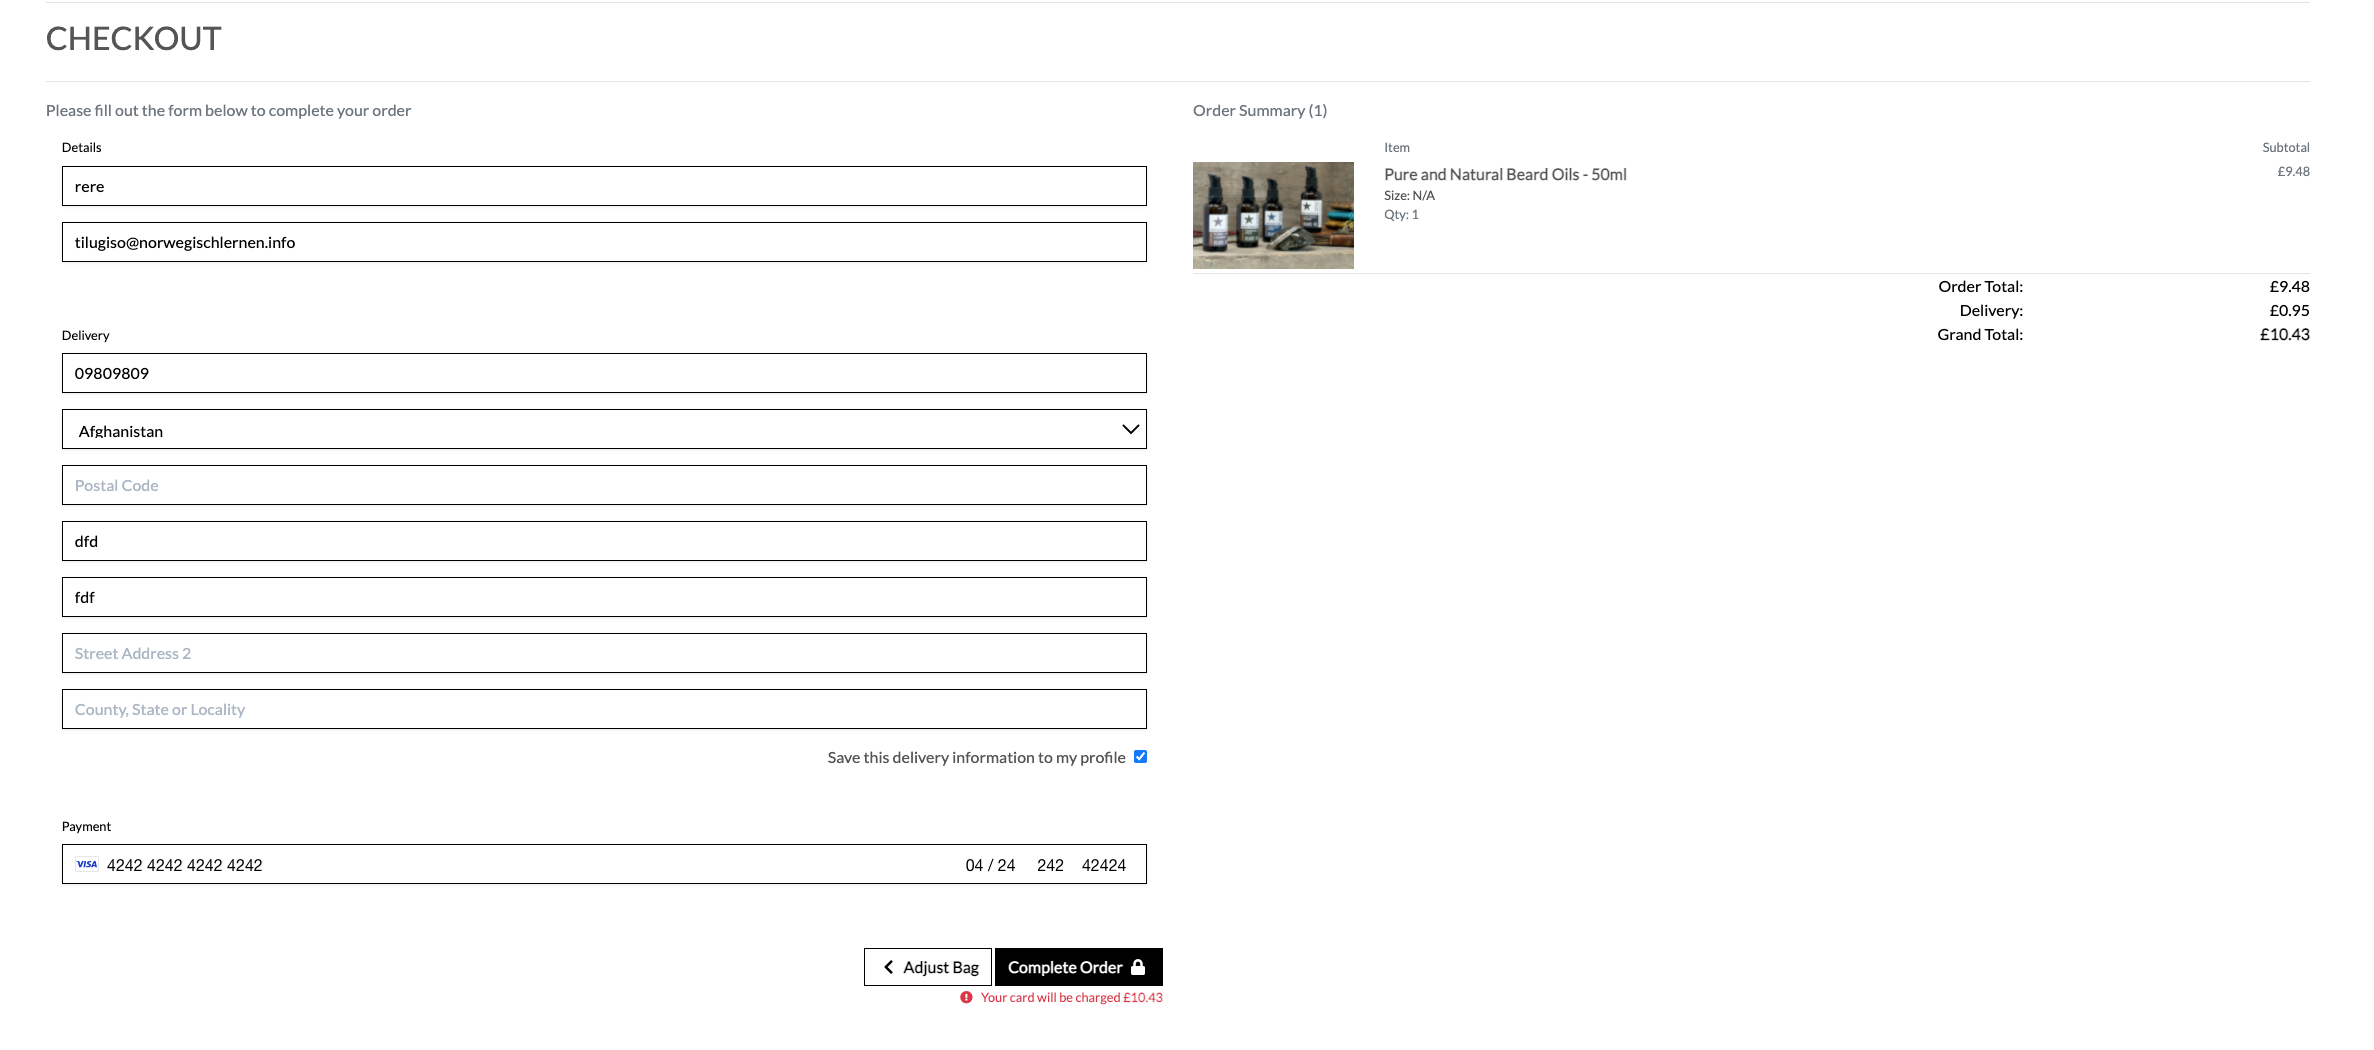 CHECKOUT
Please fill out the form below to complete your order
Details
rere
tilugiso@norwegischlernen.info
Delivery
09809809
Afghanistan
Postal Code
dfd
fdf
Street Address 2
County, State or Locality
Save this delivery information to my profile
Payment
VISA 4242 4242 4242 4242 04 / 24 242 42424
Adjust Bag Complete Order
Your card will be charged £10.43
Order Summary (1)
Item Subtotal
Pure and Natural Beard Oils - 50ml £9.48
Size: N/A
Qty: 1
Order Total: £9.48
Delivery: £0.95
Grand Total: £10.43